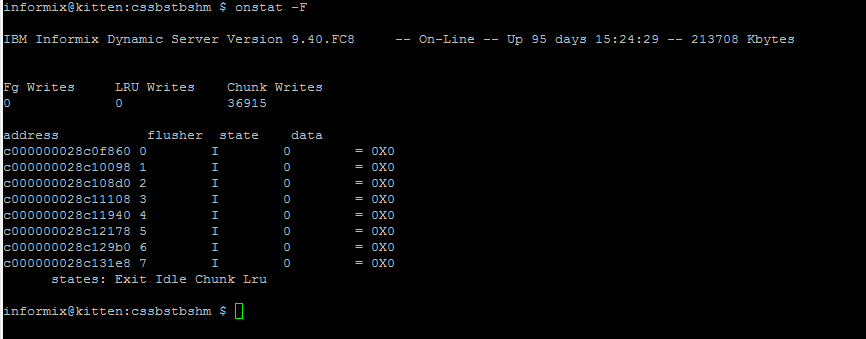 informix@kitten:cssbstbshm $ onstat -F
IBM Informix Dynamic Server Version 9.40.FC8     -- On-Line -- Up 95 days 15:24:29 -- 213708 Kbytes
Fg Writes     LRU Writes    Chunk Writes
0             0             36915
address           flusher  state    data
c000000028c0f860 0        I        0        = 0X0
c000000028c10098 1        I        0        = 0X0
c000000028c108d0 2        I        0        = 0X0
c000000028c11108 3        I        0        = 0X0
c000000028c11940 4        I        0        = 0X0
c000000028c12178 5        I        0        = 0X0
c000000028c129b0 6        I        0        = 0X0
c000000028c131e8 7        I        0        = 0X0
      states: Exit Idle Chunk Lru
informix@kitten:cssbstbshm $